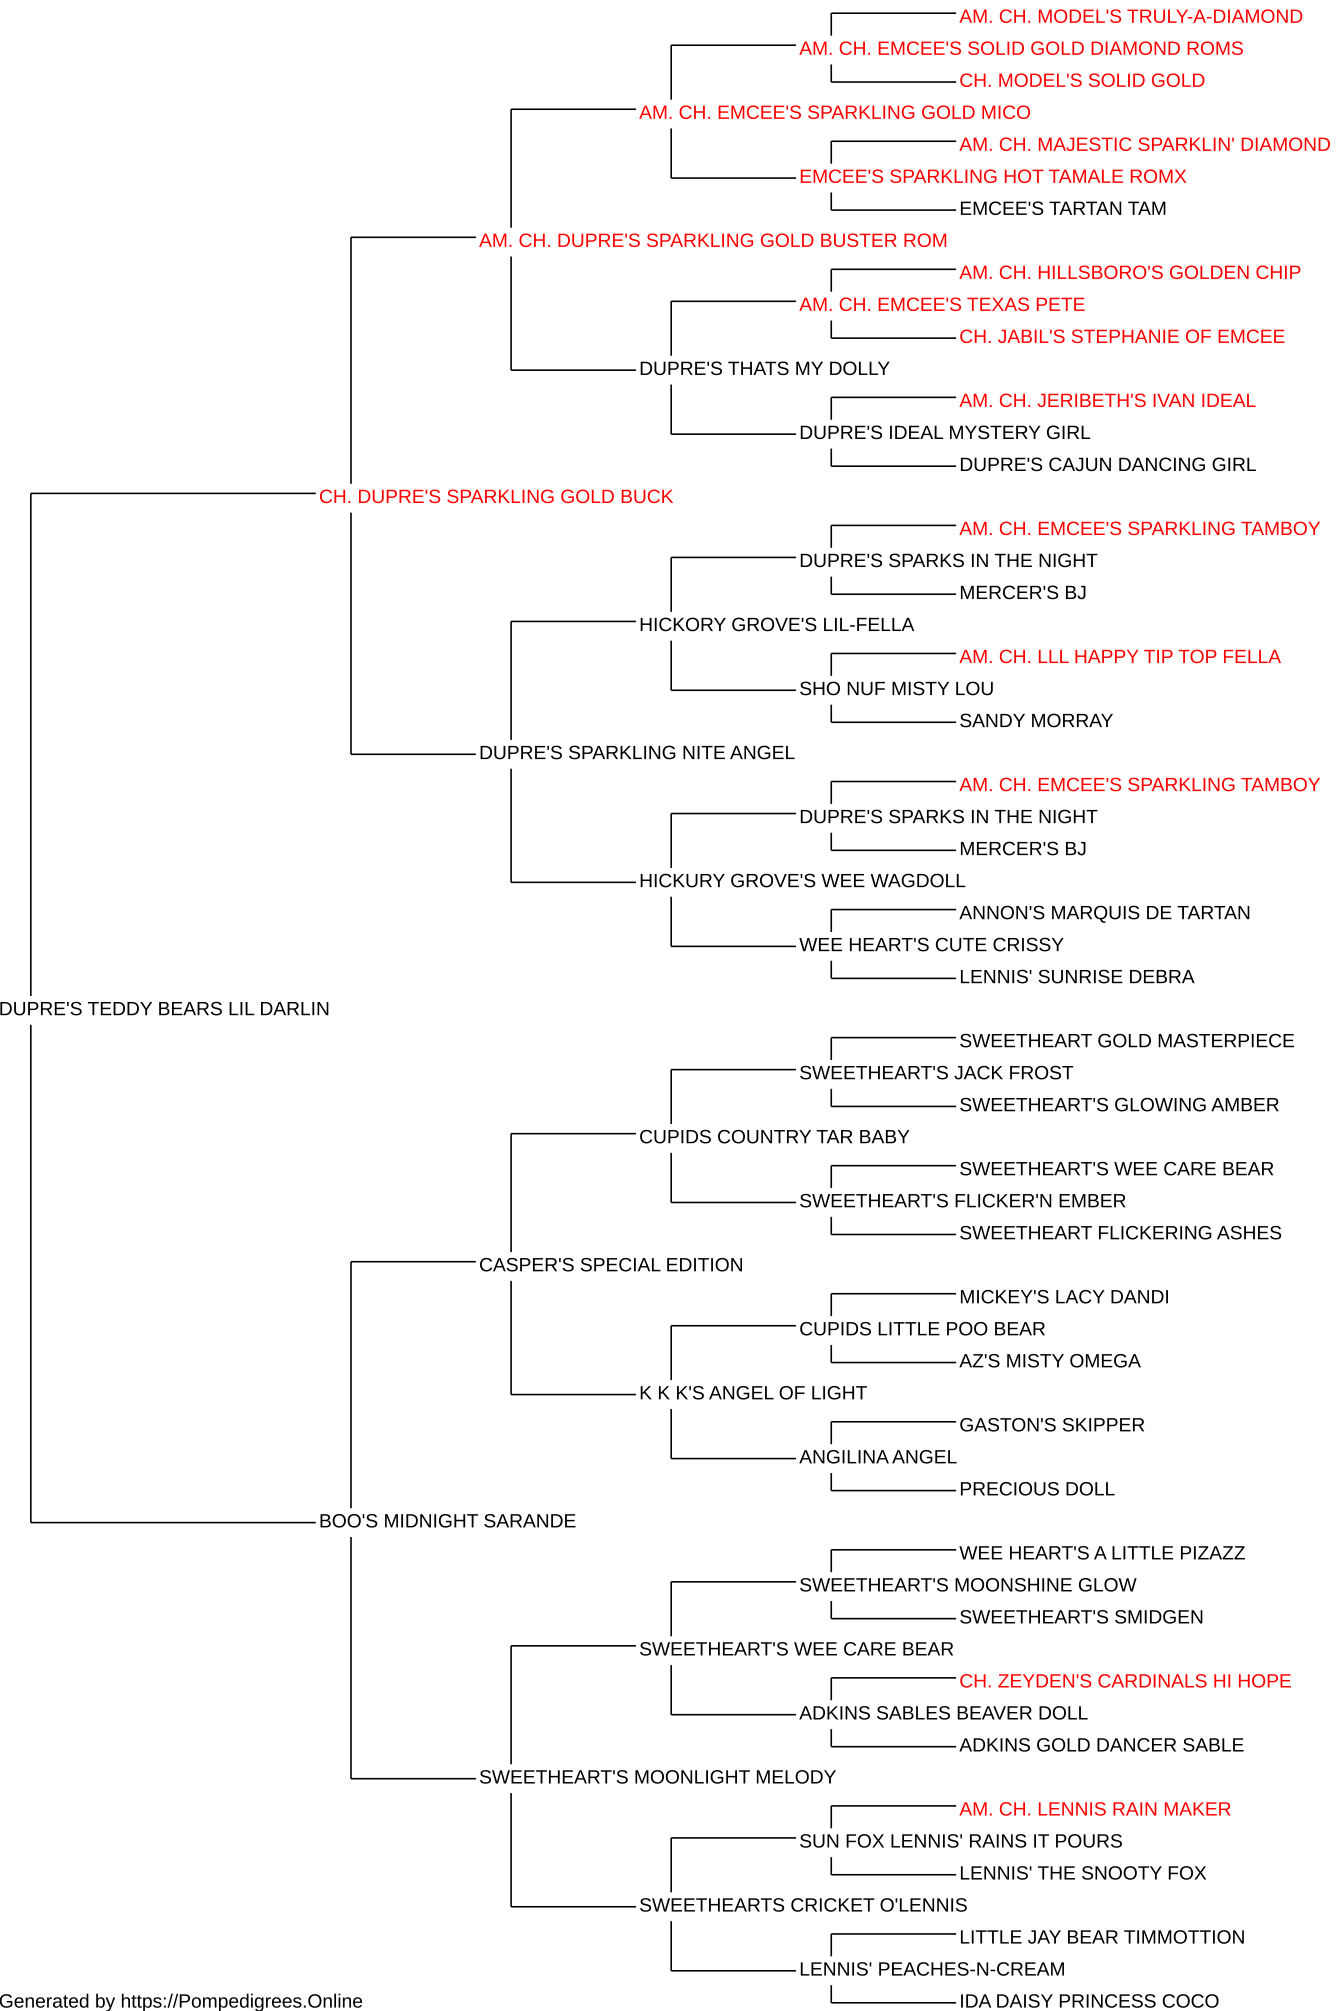 AM. CH. MODEL'S TRULY-A-DIAMOND
AM. CH. EMCEE'S SOLID GOLD DIAMOND ROMS
CH. MODEL'S SOLID GOLD
AM. CH. EMCEE'S SPARKLING GOLD MICO
AM. CH. MAJESTIC SPARKLIN' DIAMOND
EMCEE'S SPARKLING HOT TAMALE ROMX
EMCEE'S TARTAN TAM
AM. CH. DUPRE'S SPARKLING GOLD BUSTER ROM
AM. CH. HILLSBORO'S GOLDEN CHIP
AM. CH. EMCEE'S TEXAS PETE
CH. JABIL'S STEPHANIE OF EMCEE
DUPRE'S THATS MY DOLLY
AM. CH. JERIBETH'S IVAN IDEAL
DUPRE'S IDEAL MYSTERY GIRL
DUPRE'S CAJUN DANCING GIRL
CH. DUPRE'S SPARKLING GOLD BUCK
AM. CH. EMCEE'S SPARKLING TAMBOY
DUPRE'S SPARKS IN THE NIGHT
MERCER'S BJ
HICKORY GROVE'S LIL-FELLA
AM. CH. LLL HAPPY TIP TOP FELLA
SHO NUF MISTY LOU
SANDY MORRAY
DUPRE'S SPARKLING NITE ANGEL
AM. CH. EMCEE'S SPARKLING TAMBOY
DUPRE'S SPARKS IN THE NIGHT
MERCER'S BJ
HICKURY GROVE'S WEE WAGDOLL
ANNON'S MARQUIS DE TARTAN
WEE HEART'S CUTE CRISSY
LENNIS' SUNRISE DEBRA
DUPRE'S TEDDY BEARS LIL DARLIN
SWEETHEART GOLD MASTERPIECE
SWEETHEART'S JACK FROST
SWEETHEART'S GLOWING AMBER
CUPIDS COUNTRY TAR BABY
SWEETHEART'S WEE CARE BEAR
SWEETHEART'S FLICKER'N EMBER
SWEETHEART FLICKERING ASHES
CASPER'S SPECIAL EDITION
MICKEY'S LACY DANDI
CUPIDS LITTLE POO BEAR
AZ'S MISTY OMEGA
K K K'S ANGEL OF LIGHT
GASTON'S SKIPPER
ANGILINA ANGEL
PRECIOUS DOLL
BOO'S MIDNIGHT SARANDE
WEE HEART'S A LITTLE PIZAZZ
SWEETHEART'S MOONSHINE GLOW
SWEETHEART'S SMIDGEN
SWEETHEART'S WEE CARE BEAR
CH. ZEYDEN'S CARDINALS HI HOPE
ADKINS SABLES BEAVER DOLL
ADKINS GOLD DANCER SABLE
SWEETHEART'S MOONLIGHT MELODY
AM. CH. LENNIS RAIN MAKER
SUN FOX LENNIS' RAINS IT POURS
LENNIS' THE SNOOTY FOX
SWEETHEARTS CRICKET O'LENNIS
LITTLE JAY BEAR TIMMOTTION
LENNIS' PEACHES-N-CREAM
IDA DAISY PRINCESS COCO
Generated by https://Pompedigrees.Online